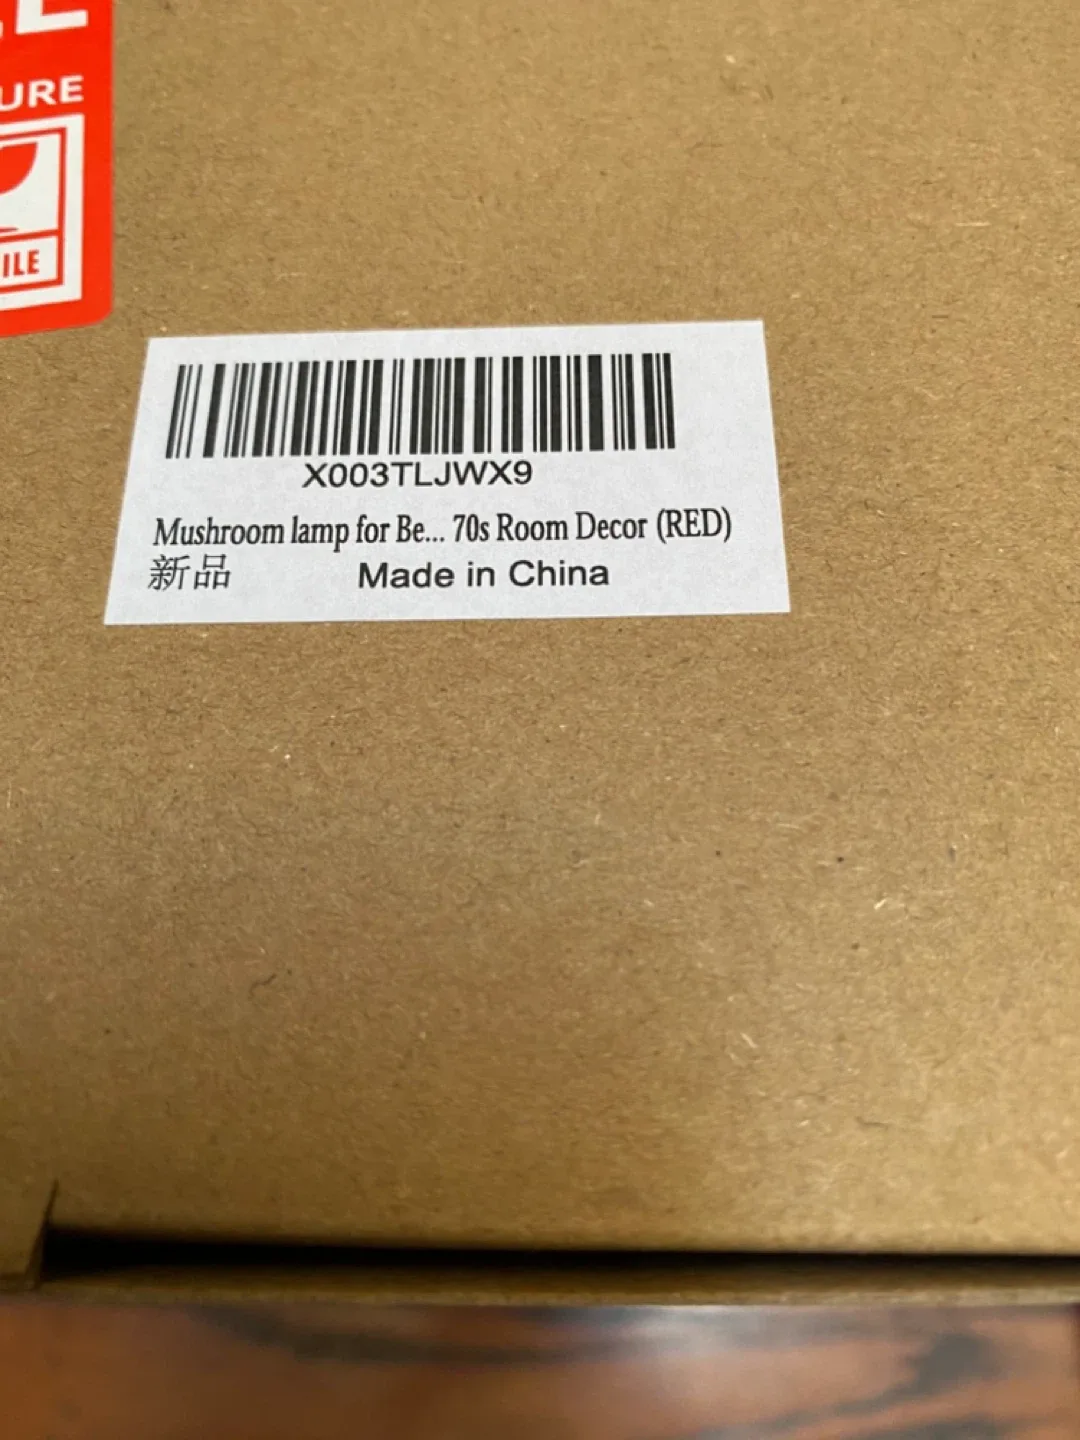 URE
ILE
X003TLJWX9
Mushroom lamp for Be... 70s Room Decor (RED)
新品 Made in China